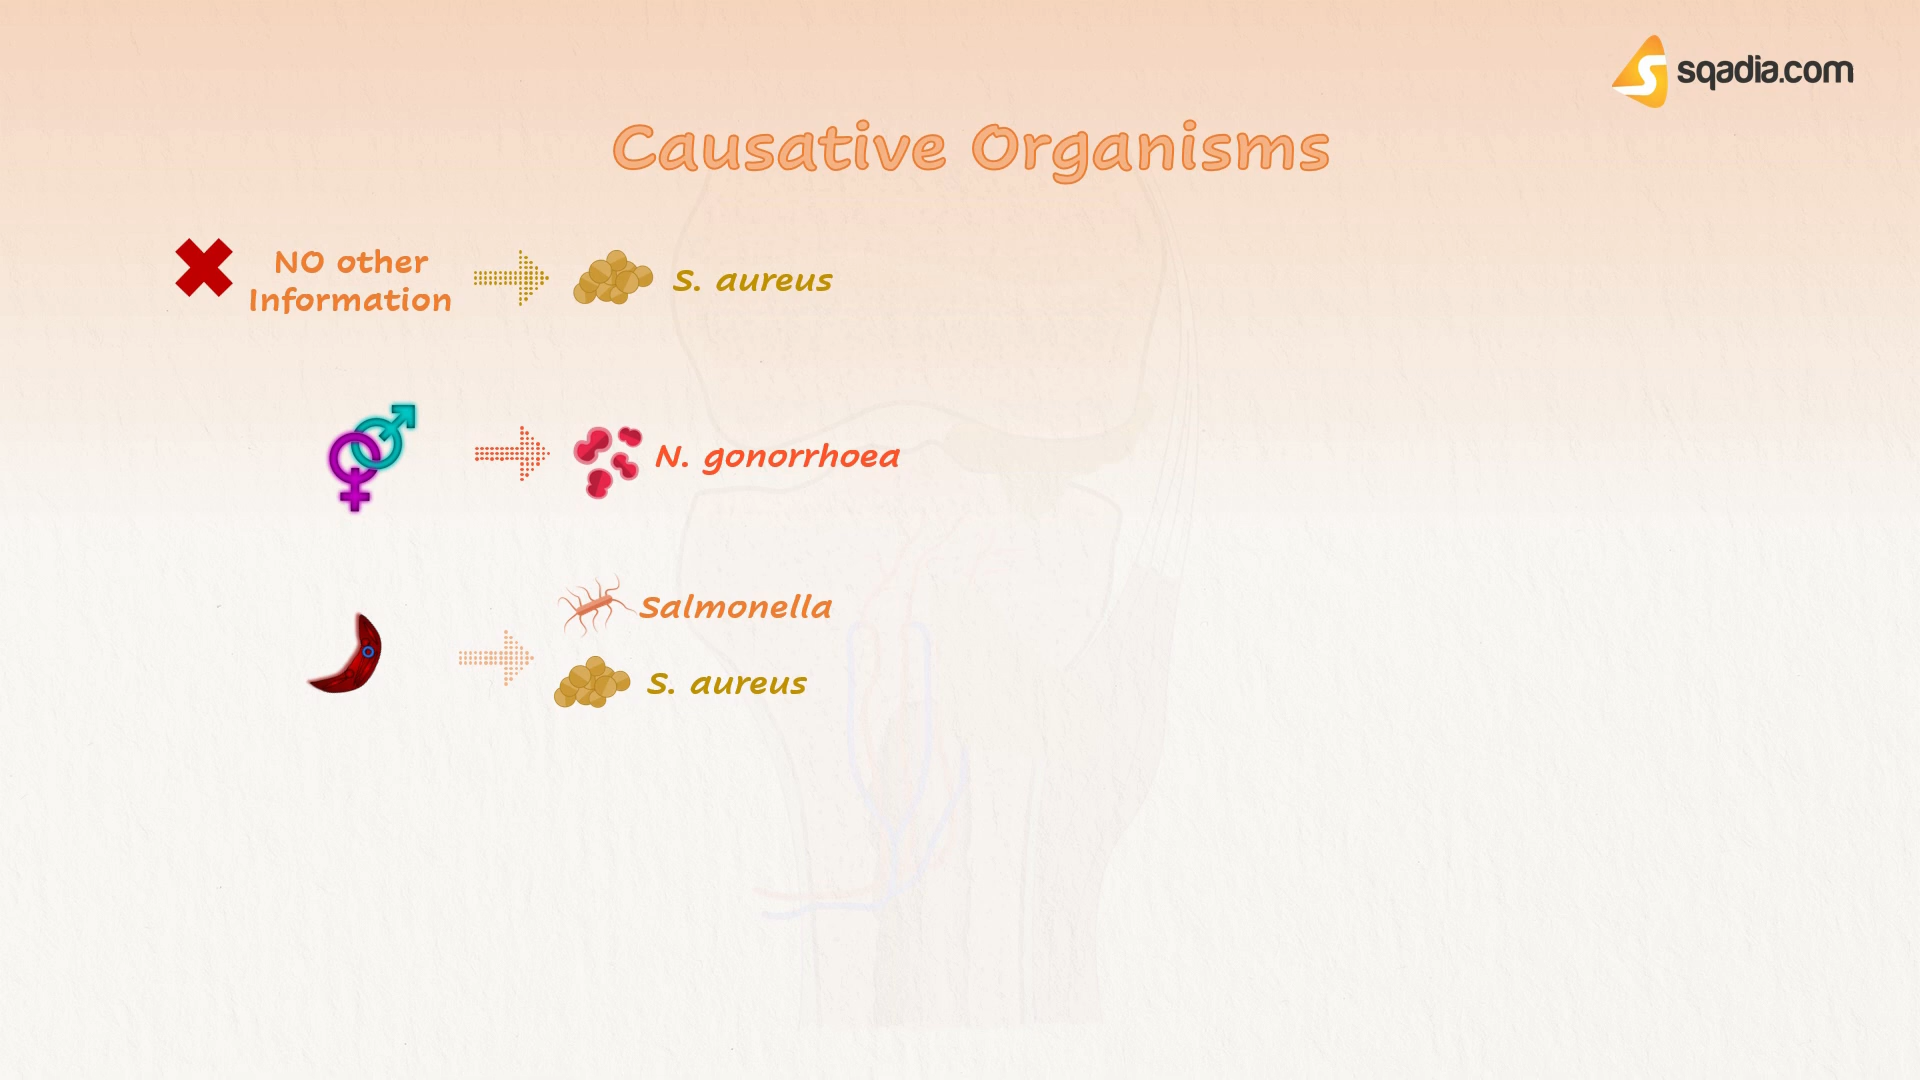 sqadia.com
Causative Organisms
NO other
Information
S. aureus
N. gonorrhoea
Salmonella
S. aureus